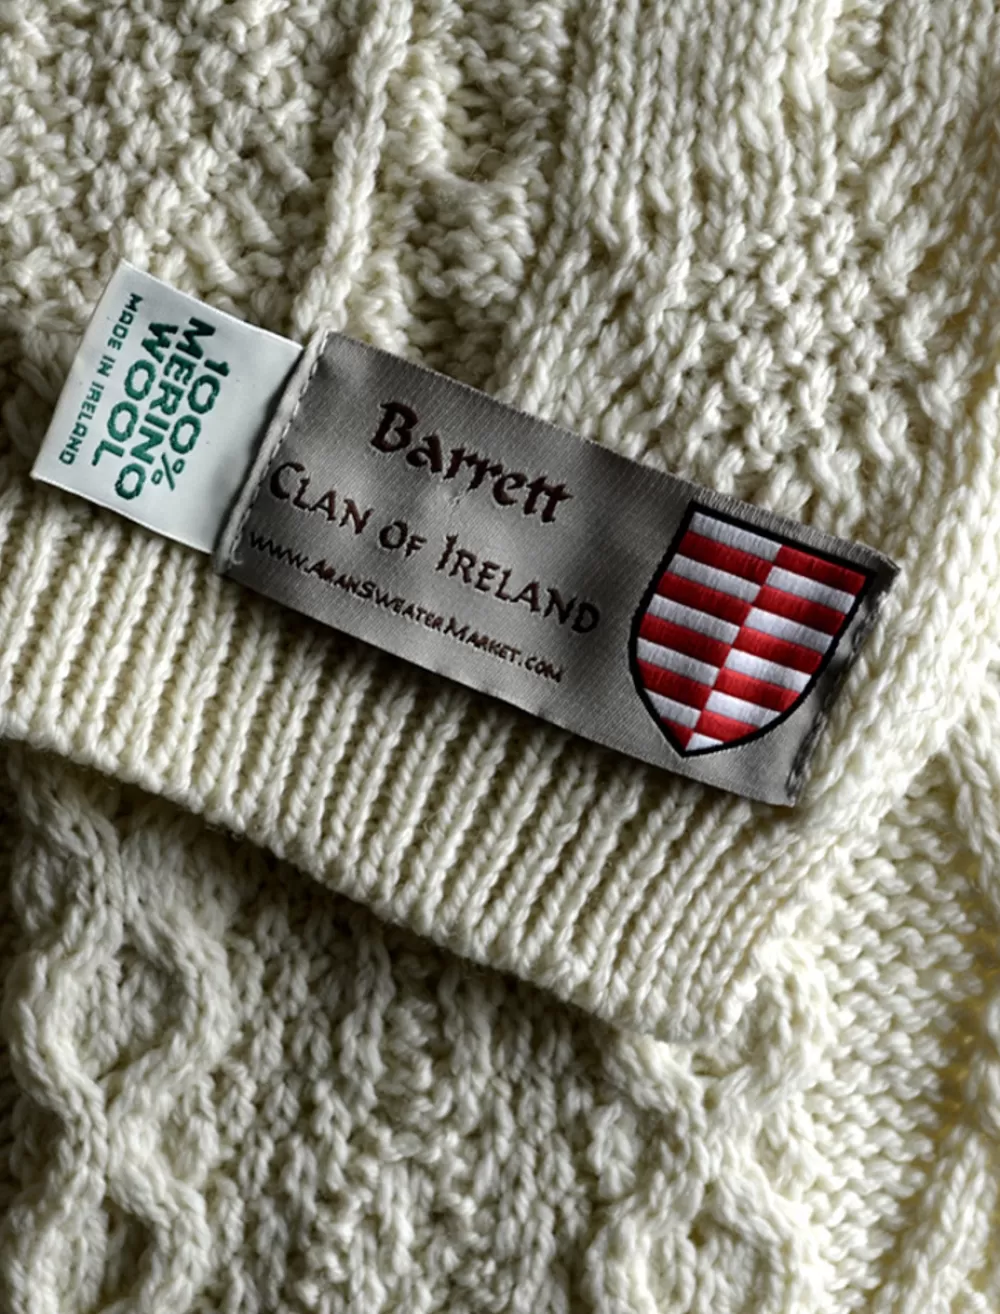 100%
MERINO
WOOL
MADE IN IRELAND
Barrett
CLAN OF IRELAND
www.AranSweaterMarket.com